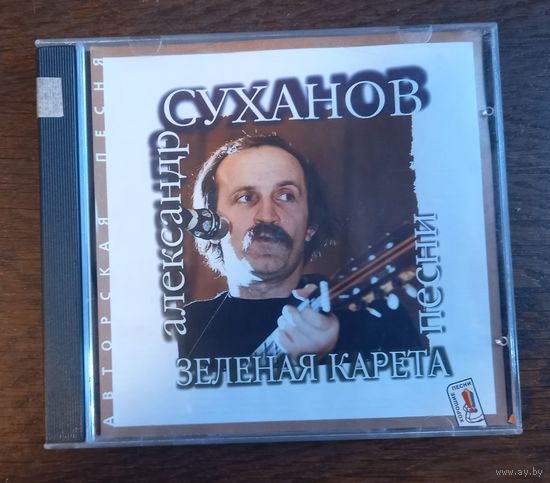 АВТОРСКАЯ ПЕСНЯ
александр
СУХАНОВ
песни
ЗЕЛЕНАЯ КАРЕТА
ХОРОШИЕ ПЕСНИ
www.ay.by